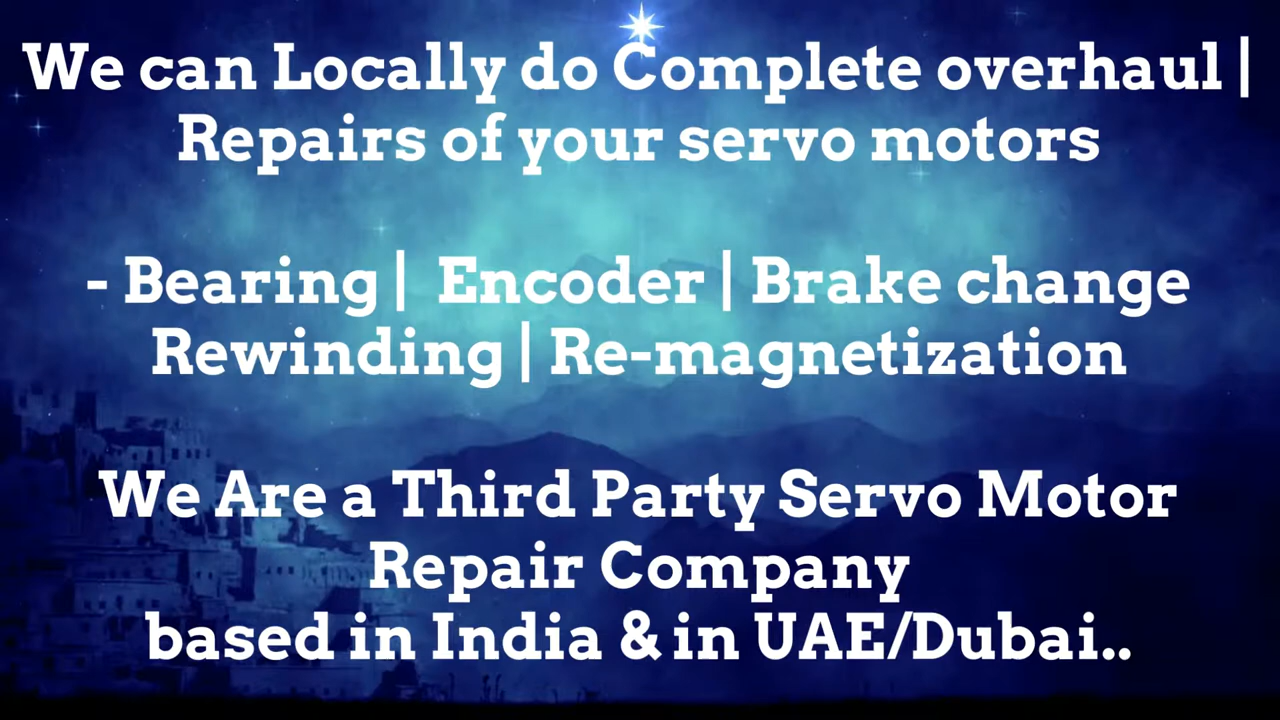 We can Locally do Complete overhaul |
Repairs of your servo motors
- Bearing | Encoder | Brake change
Rewinding | Re-magnetization
We Are a Third Party Servo Motor
Repair Company
based in India & in UAE/Dubai..